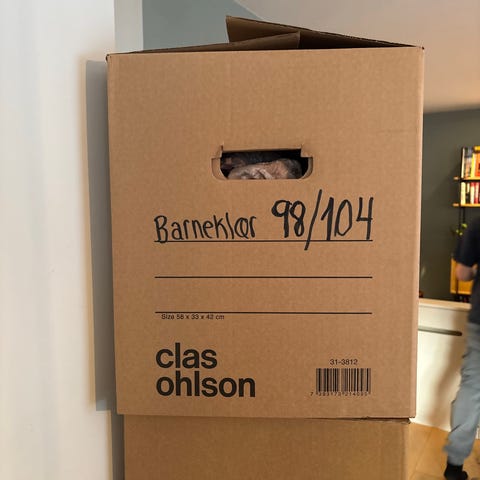 Barneklær 98/104
Size 58 x 33 x 42 cm
clas
ohlson
31-3812